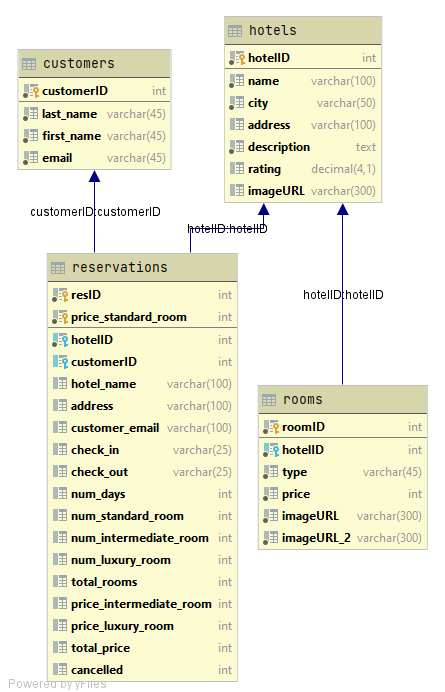 customers
customerID int
last_name varchar(45)
first_name varchar(45)
email varchar(45)
hotels
hotelID int
name varchar(100)
city varchar(50)
address varchar(100)
description text
rating decimal(4,1)
imageURL varchar(300)
customerID:customerID
hotelID:hotelID
hotelID:hotelID
reservations
resID int
price_standard_room int
hotelID int
customerID int
hotel_name varchar(100)
address varchar(100)
customer_email varchar(100)
check_in varchar(25)
check_out varchar(25)
num_days int
num_standard_room int
num_intermediate_room int
num_luxury_room int
total_rooms int
price_intermediate_room int
price_luxury_room int
total_price int
cancelled int
rooms
roomID int
hotelID int
type varchar(45)
price int
imageURL varchar(300)
imageURL_2 varchar(300)
Powered by yFiles